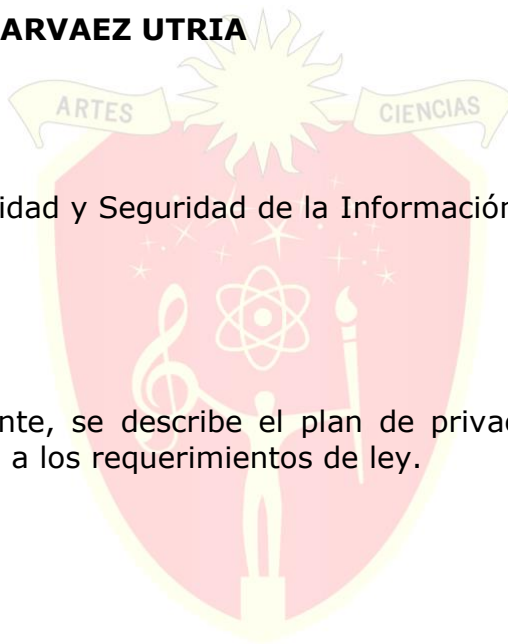 ARVAEZ UTRIA
ARTES
CIENCIAS
idad y Seguridad de la Información
nte, se describe el plan de privac
a los requerimientos de ley.